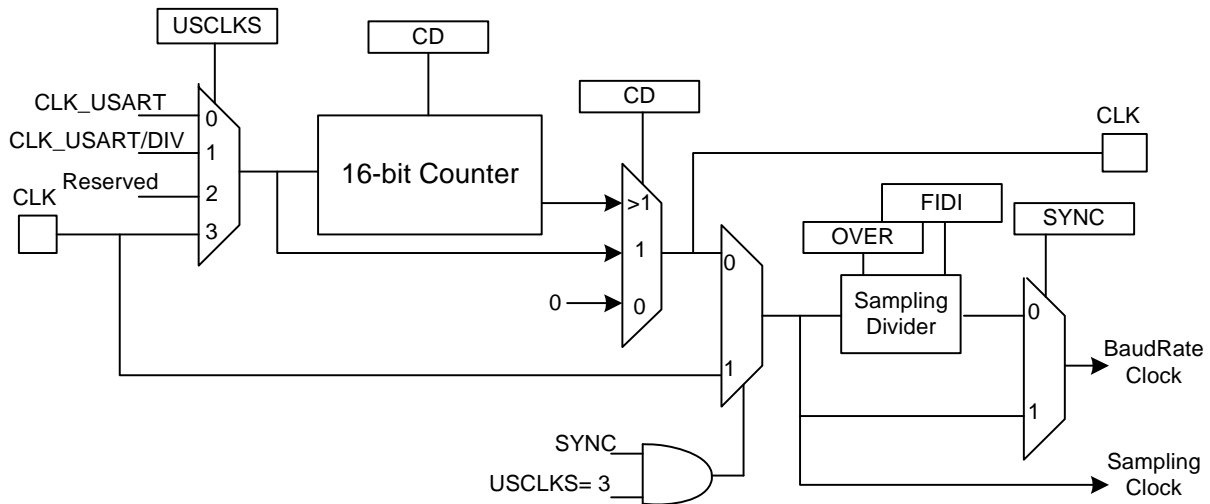 USCLKS
CD
CD
CLK_USART
CLK_USART/DIV
Reserved
CLK
0
1
2
3
16-bit Counter
>1
1
0
0
CLK
0
1
FIDI
OVER
SYNC
Sampling
Divider
0
1
BaudRate
Clock
SYNC
USCLKS= 3
Sampling
Clock